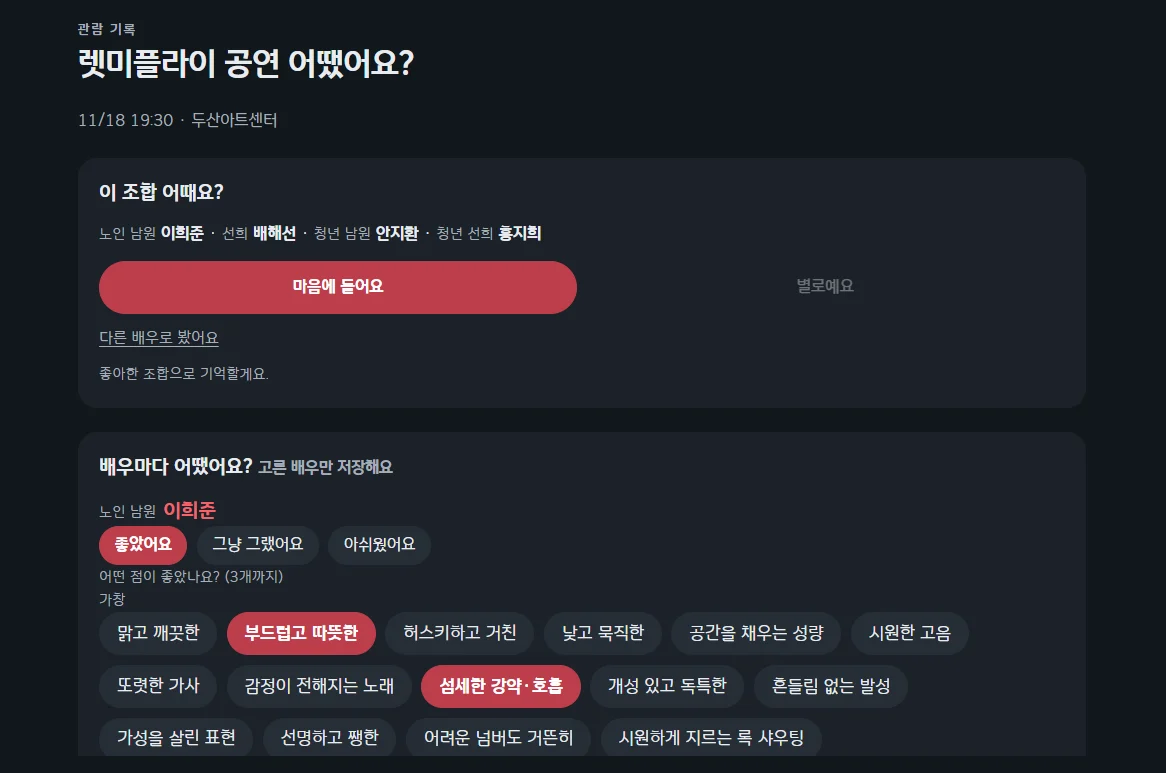 관람 기록
렛미플라이 공연 어땠어요?
11/18 19:30 · 두산아트센터
이 조합 어때요?
노인 남원 이희준 · 선희 배해선 · 청년 남원 안지환 · 청년 선희 홍지희
마음에 들어요 별로예요
다른 배우로 봤어요
좋아한 조합으로 기억할게요.
배우마다 어땠어요? 고른 배우만 저장해요
노인 남원 이희준
좋았어요 그냥 그랬어요 아쉬웠어요
어떤 점이 좋았나요? (3개까지)
가창
맑고 깨끗한 부드럽고 따뜻한 허스키하고 거친 낮고 묵직한 공간을 채우는 성량 시원한 고음
또렷한 가사 감정이 전해지는 노래 섬세한 강약·호흡 개성 있고 독특한 흔들림 없는 발성
가성을 살린 표현 선명하고 쨍한 어려운 넘버도 거뜬히 시원하게 지르는 록 샤우팅